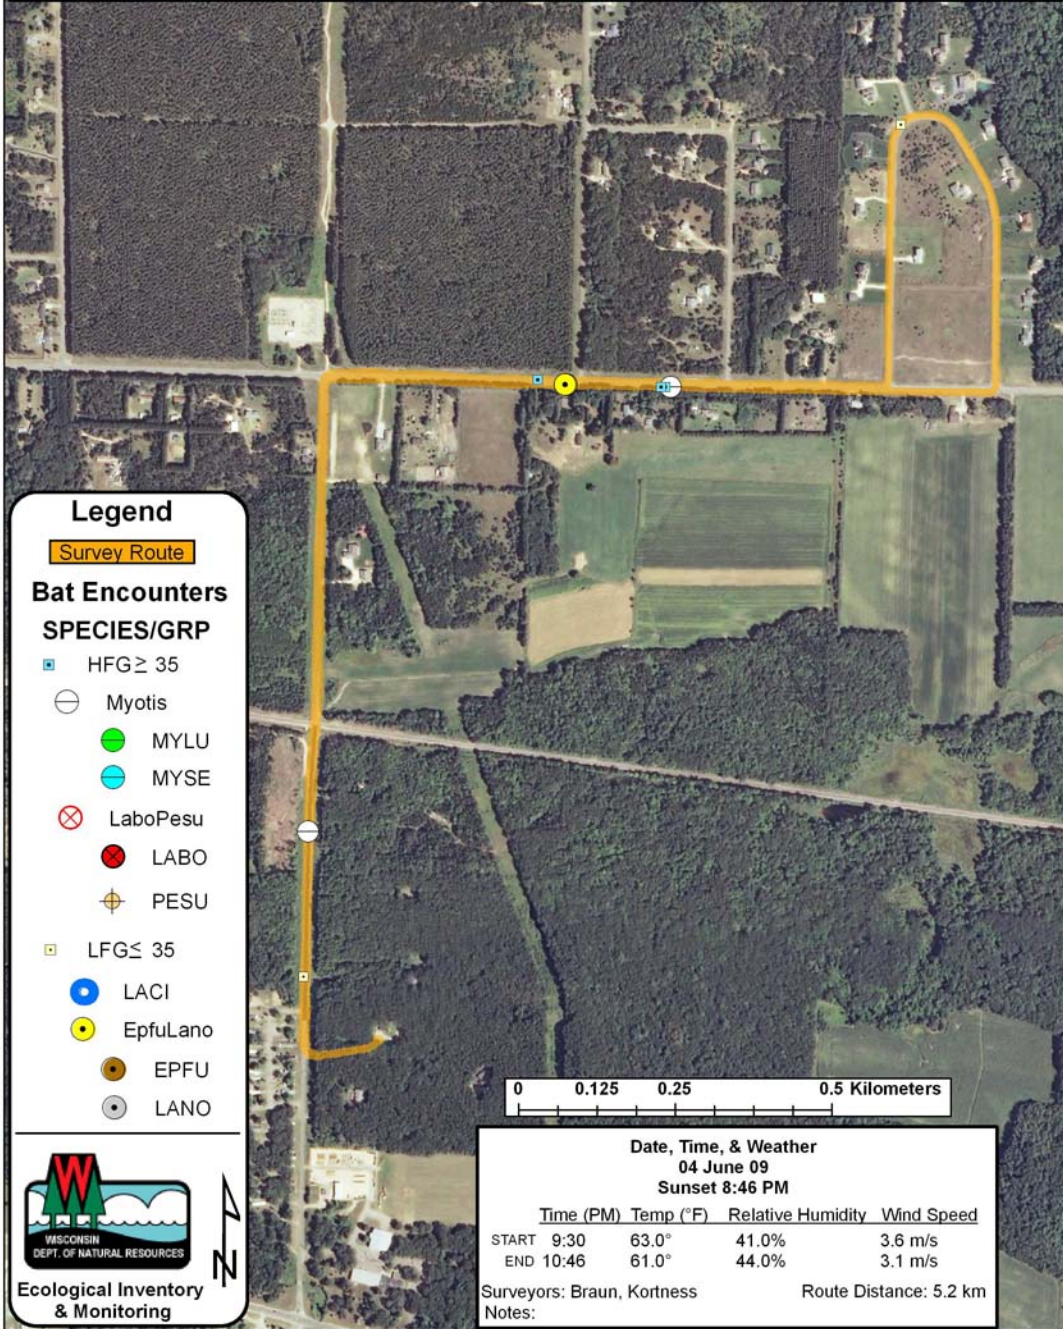 Legend
Survey Route
Bat Encounters
SPECIES/GRP
HFG ≥ 35
Myotis
MYLU
MYSE
LaboPesu
LABO
PESU
LFG ≤ 35
LACI
EpfuLano
EPFU
LANO
W
WISCONSIN
DEPT. OF NATURAL RESOURCES
N
Ecological Inventory
& Monitoring
0 0.125 0.25 0.5 Kilometers
Date, Time, & Weather
04 June 09
Sunset 8:46 PM
Time (PM) Temp (°F) Relative Humidity Wind Speed
START 9:30 63.0° 41.0% 3.6 m/s
END 10:46 61.0° 44.0% 3.1 m/s
Surveyors: Braun, Kortness Route Distance: 5.2 km
Notes: